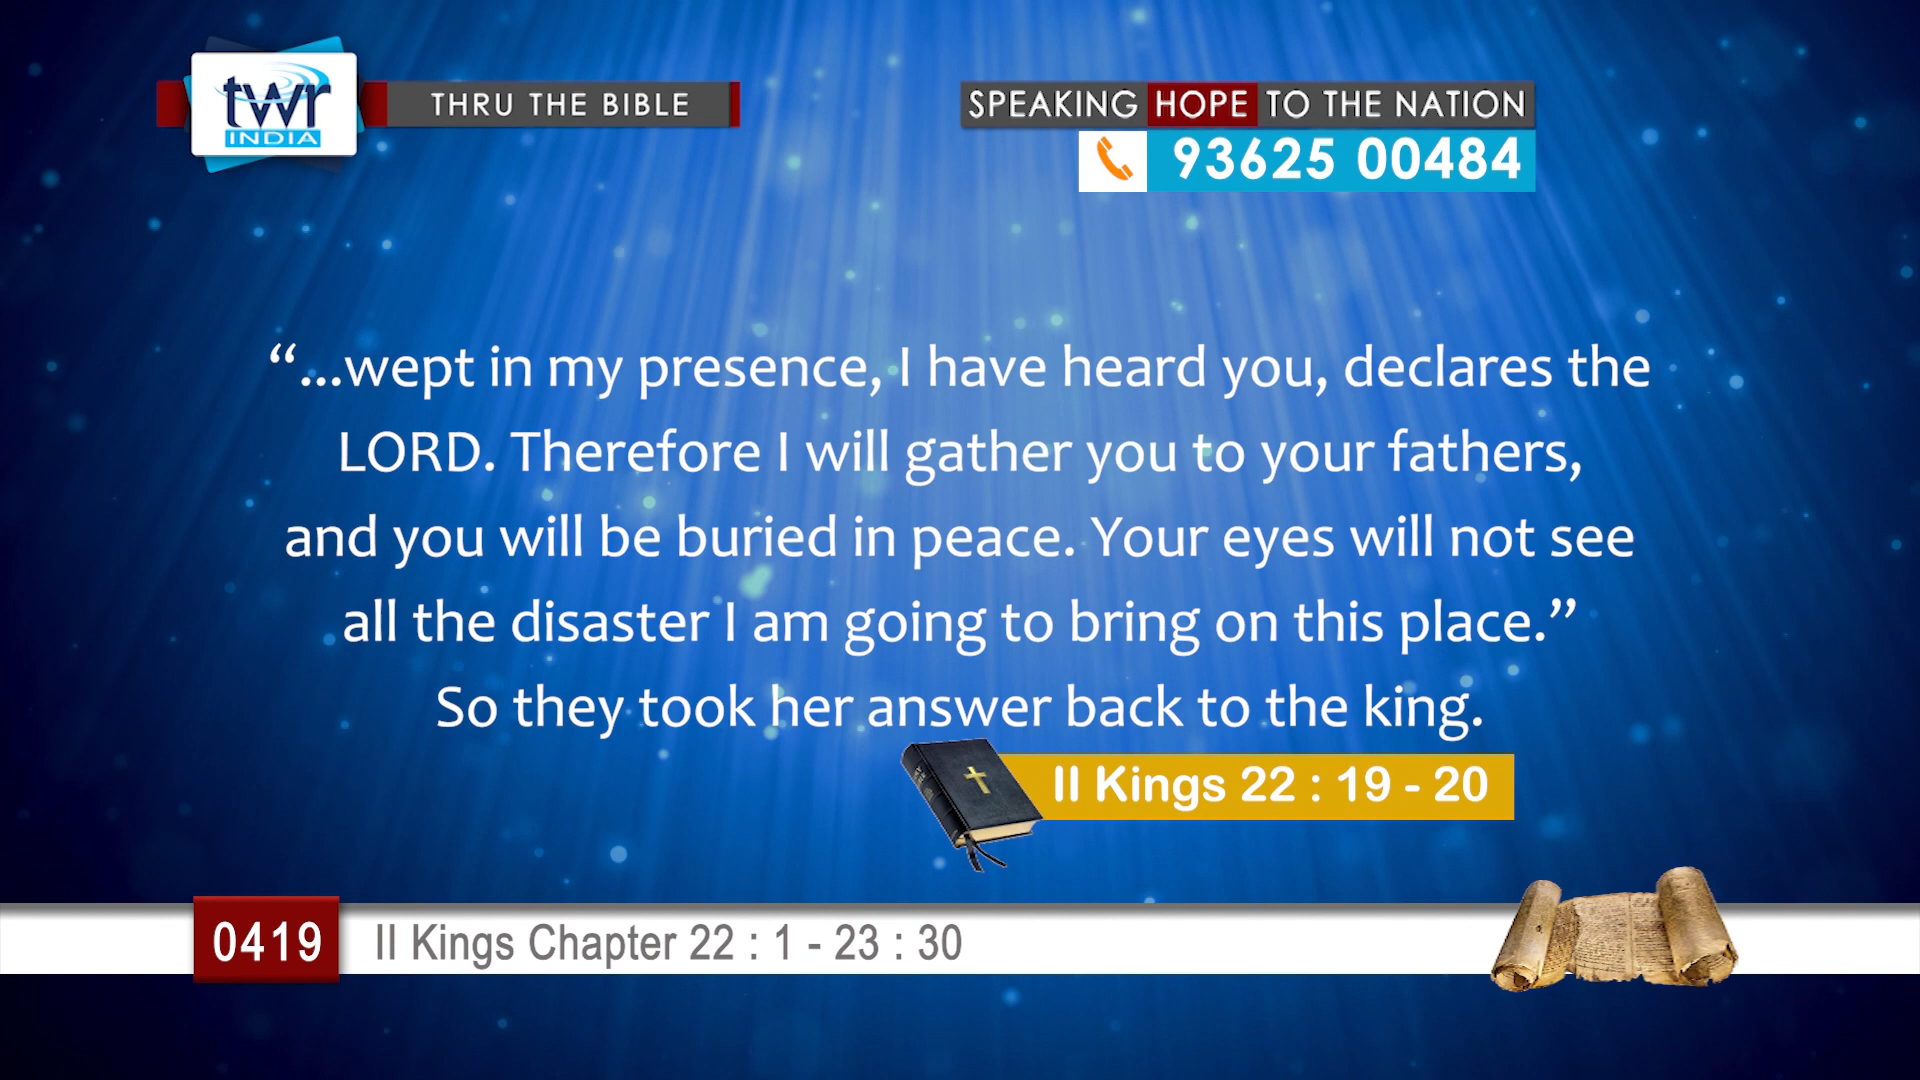 twr
INDIA
THRU THE BIBLE
SPEAKING HOPE TO THE NATION
93625 00484
“...wept in my presence, I have heard you, declares the
LORD. Therefore I will gather you to your fathers,
and you will be buried in peace. Your eyes will not see
all the disaster I am going to bring on this place.”
So they took her answer back to the king.
II Kings 22 : 19 - 20
0419
II Kings Chapter 22 : 1 - 23 : 30